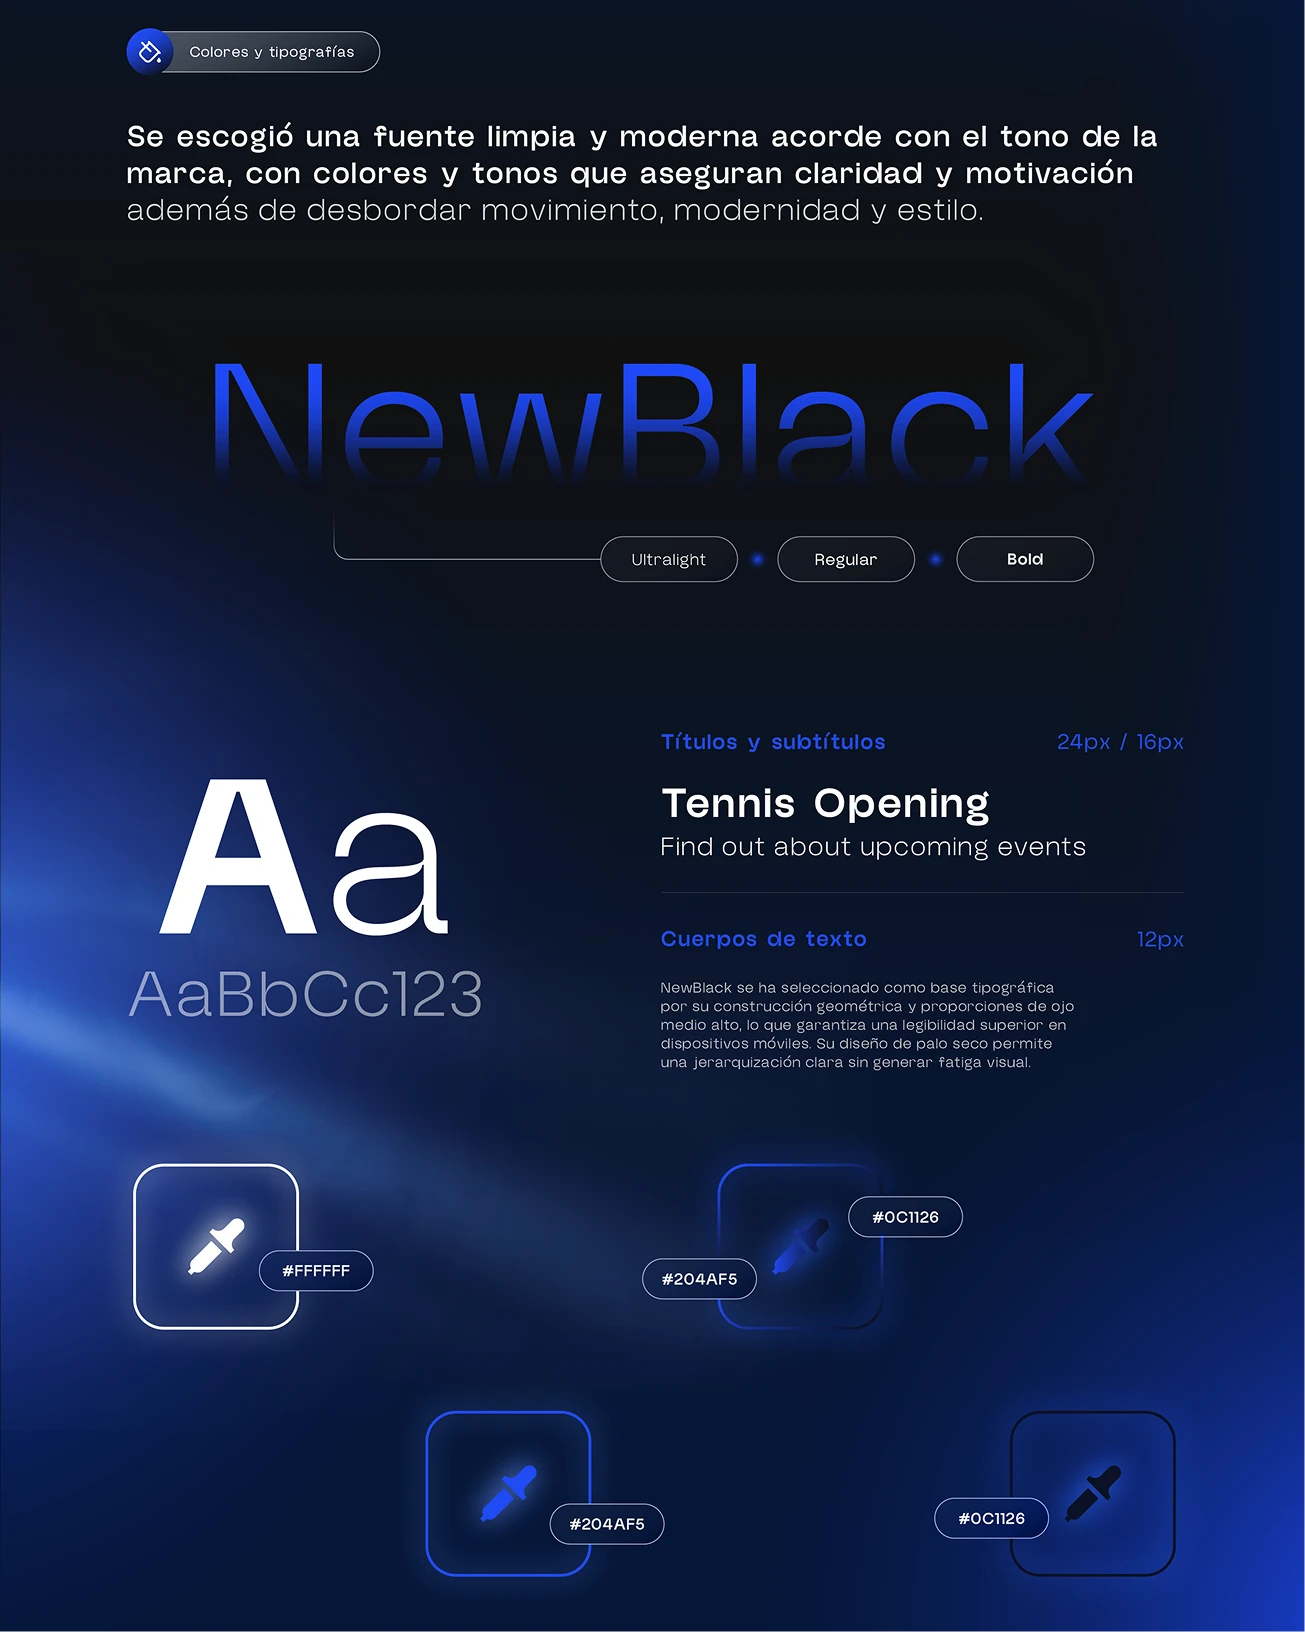 Colores y tipografías
Se escogió una fuente limpia y moderna acorde con el tono de la
marca, con colores y tonos que aseguran claridad y motivación
además de desbordar movimiento, modernidad y estilo.
NewBlack
Ultralight
Regular
Bold
Aa
AaBbCc123
Títulos y subtítulos 24px / 16px
Tennis Opening
Find out about upcoming events
Cuerpos de texto 12px
NewBlack se ha seleccionado como base tipográfica
por su construcción geométrica y proporciones de ojo
medio alto, lo que garantiza una legibilidad superior en
dispositivos móviles. Su diseño de palo seco permite
una jerarquización clara sin generar fatiga visual.
#FFFFFF
#0C1126
#204AF5
#204AF5
#0C1126